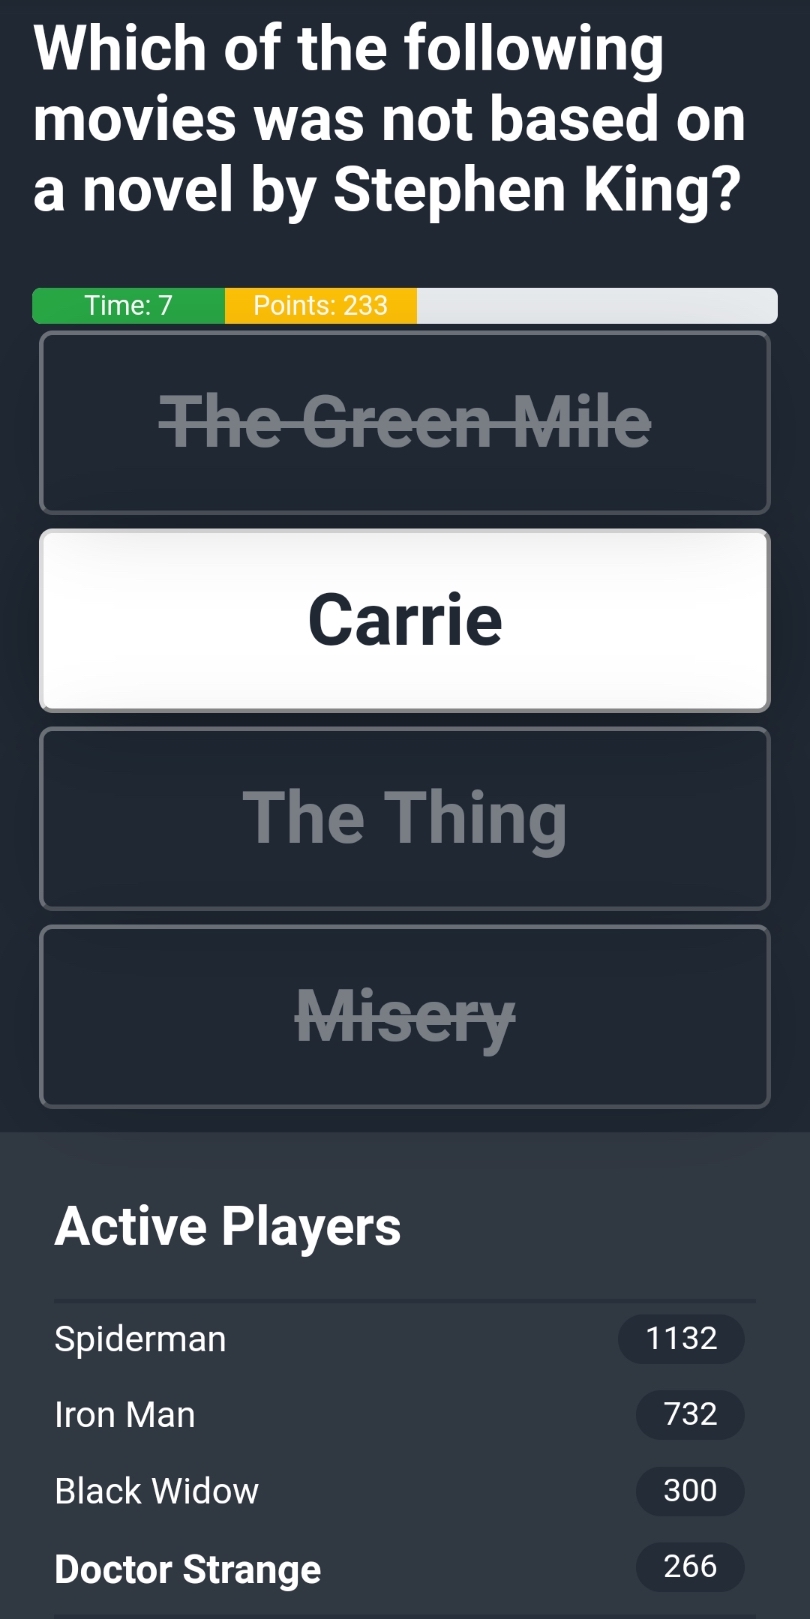 Which of the following
movies was not based on
a novel by Stephen King?
Time: 7 Points: 233
The Green Mile
Carrie
The Thing
Misery
Active Players
Spiderman 1132
Iron Man 732
Black Widow 300
Doctor Strange 266